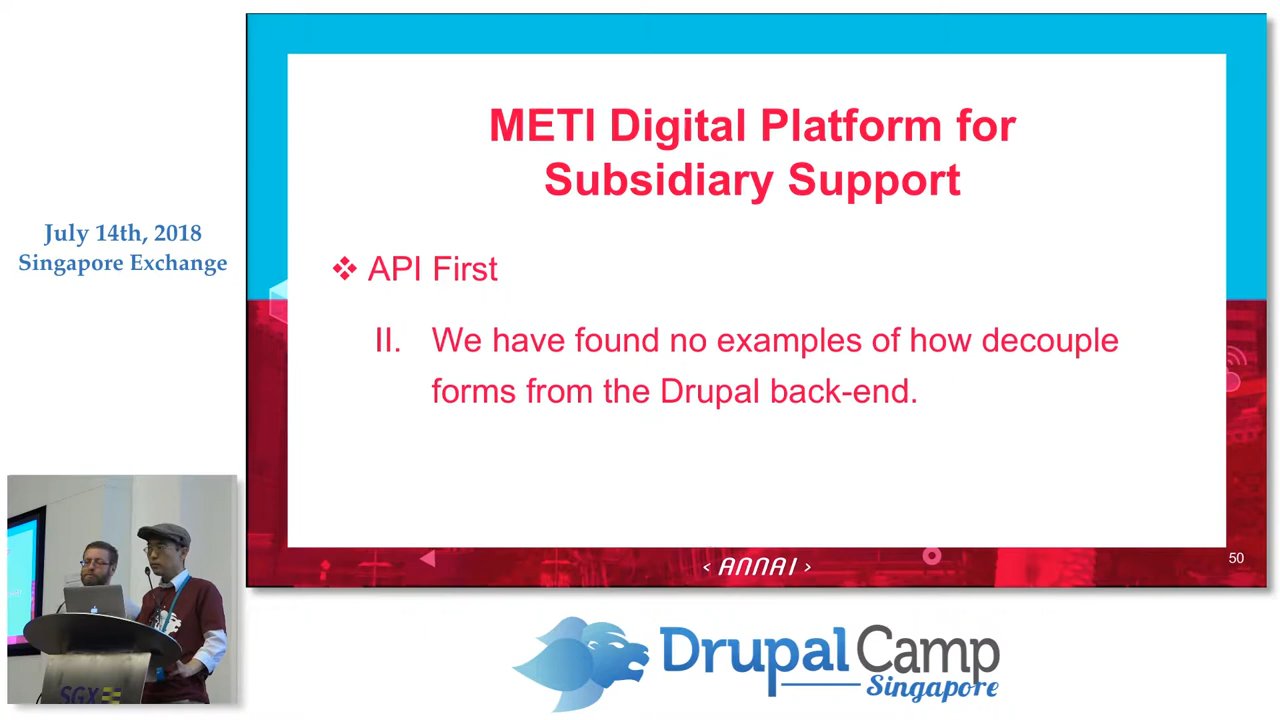 July 14th, 2018
Singapore Exchange
METI Digital Platform for
Subsidiary Support
❖ API First
II. We have found no examples of how decouple
forms from the Drupal back-end.
< ANNAI >
50
SGX
DrupalCamp
Singapore